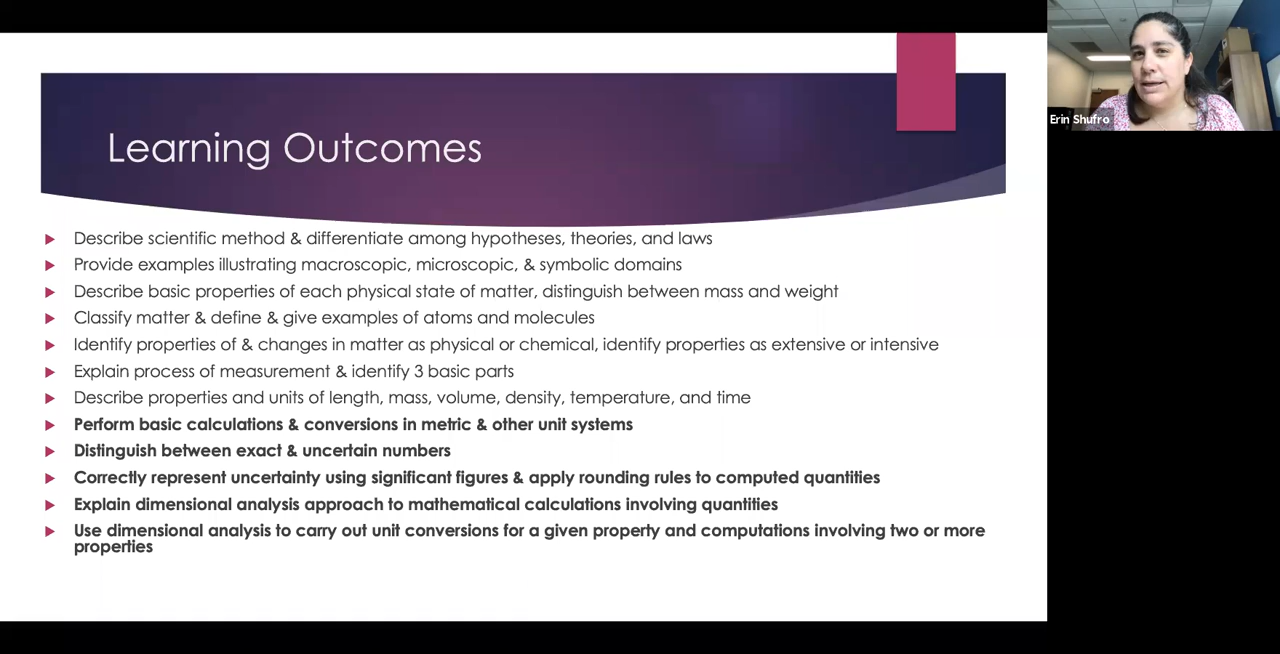 Learning Outcomes
Describe scientific method & differentiate among hypotheses, theories, and laws
Provide examples illustrating macroscopic, microscopic, & symbolic domains
Describe basic properties of each physical state of matter, distinguish between mass and weight
Classify matter & define & give examples of atoms and molecules
Identify properties of & changes in matter as physical or chemical, identify properties as extensive or intensive
Explain process of measurement & identify 3 basic parts
Describe properties and units of length, mass, volume, density, temperature, and time
Perform basic calculations & conversions in metric & other unit systems
Distinguish between exact & uncertain numbers
Correctly represent uncertainty using significant figures & apply rounding rules to computed quantities
Explain dimensional analysis approach to mathematical calculations involving quantities
Use dimensional analysis to carry out unit conversions for a given property and computations involving two or more
properties
Erin Shufro